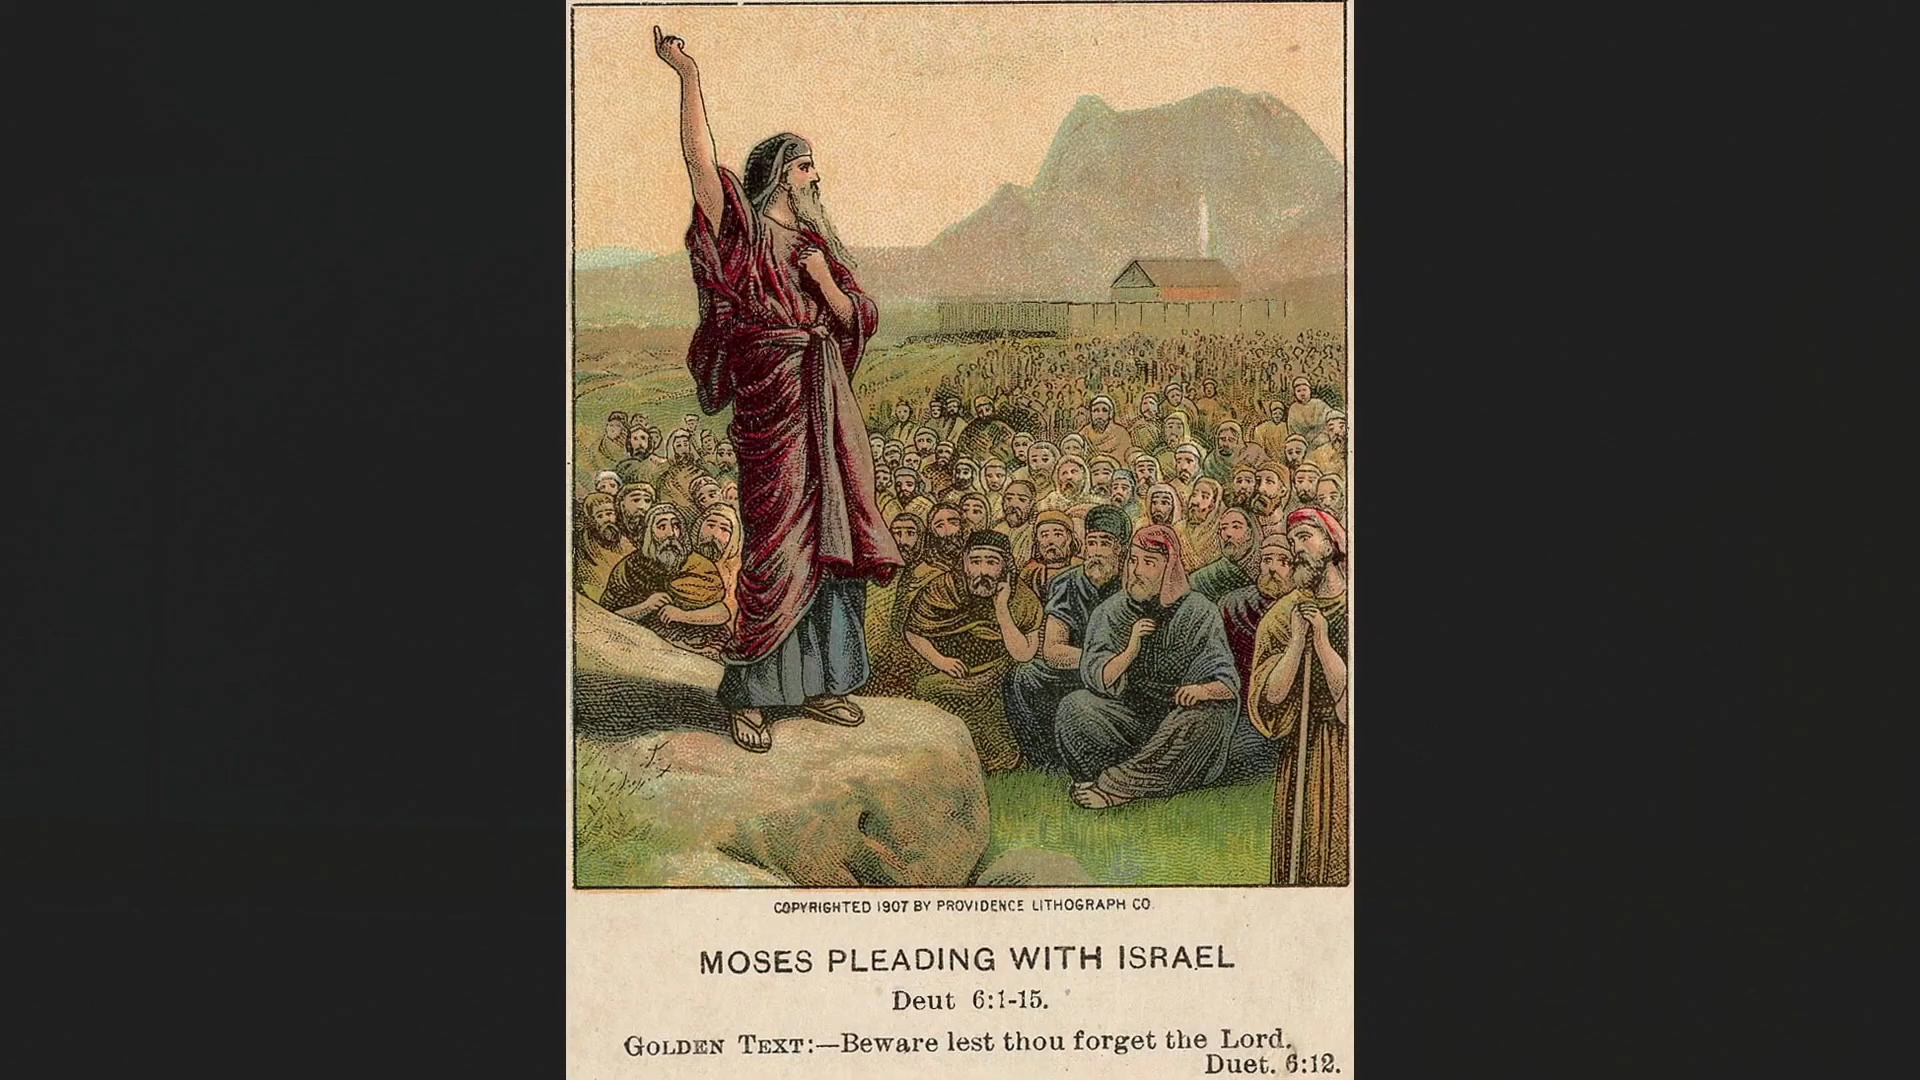 COPYRIGHTED 1907 BY PROVIDENCE LITHOGRAPH CO.
MOSES PLEADING WITH ISRAEL
Deut 6:1-15.
GOLDEN TEXT:—Beware lest thou forget the Lord.
Duet. 6:12.